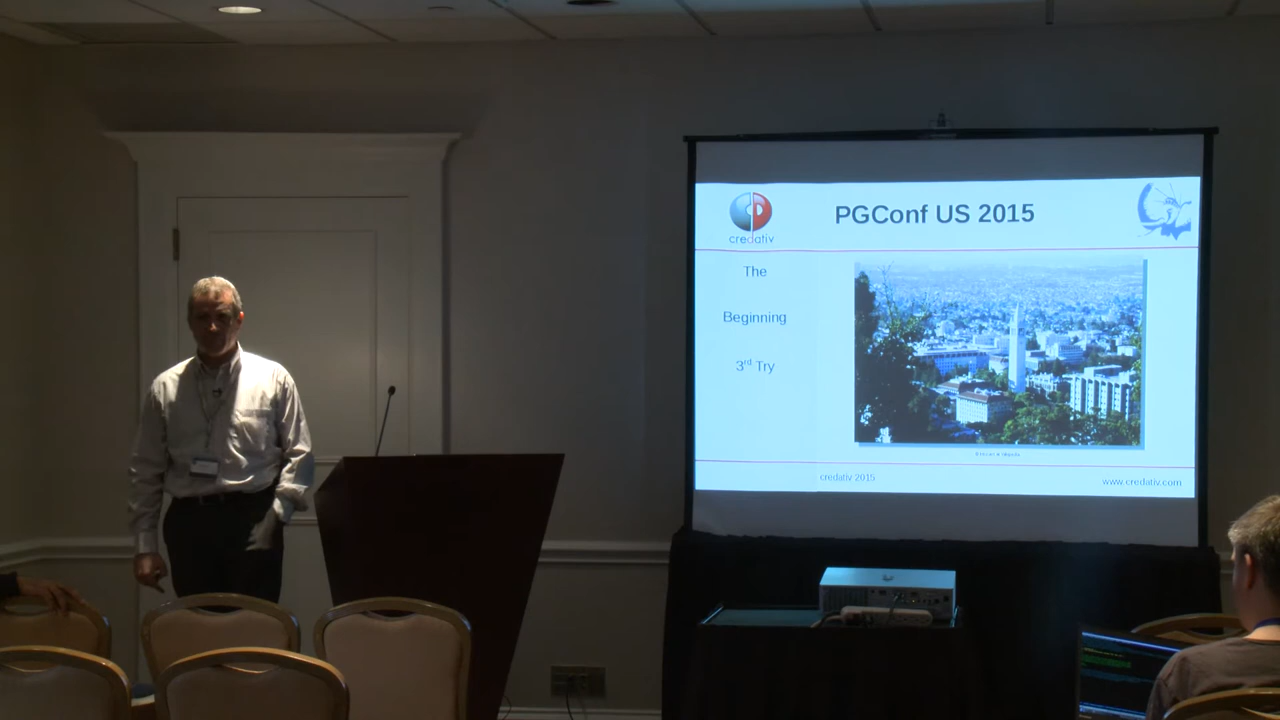 credativ
PGConf US 2015
The
Beginning
3rd Try
credativ 2015
www.credativ.com